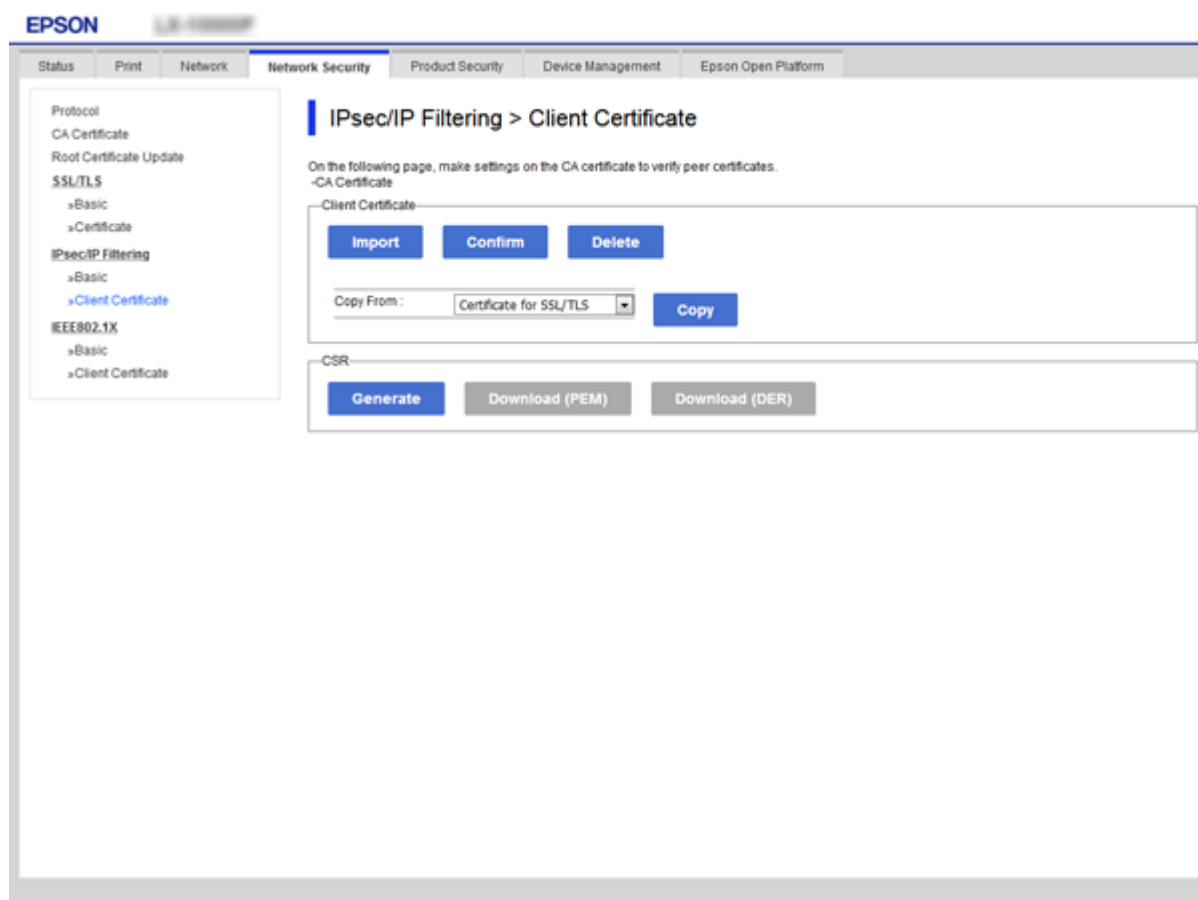 EPSON
Status Print Network Network Security Product Security Device Management Epson Open Platform
Protocol
CA Certificate
Root Certificate Update
SSL/TLS
»Basic
»Certificate
IPsec/IP Filtering
»Basic
»Client Certificate
IEEE802.1X
»Basic
»Client Certificate
IPsec/IP Filtering > Client Certificate
On the following page, make settings on the CA certificate to verify peer certificates.
-CA Certificate
Client Certificate
Import Confirm Delete
Copy From : Certificate for SSL/TLS Copy
CSR
Generate Download (PEM) Download (DER)